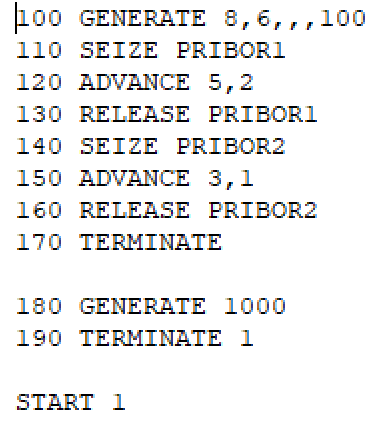 100 GENERATE 8,6,,,100
110 SEIZE PRIBOR1
120 ADVANCE 5,2
130 RELEASE PRIBOR1
140 SEIZE PRIBOR2
150 ADVANCE 3,1
160 RELEASE PRIBOR2
170 TERMINATE
180 GENERATE 1000
190 TERMINATE 1
START 1